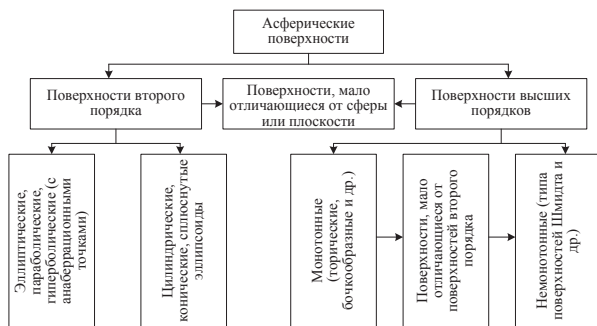 Асферические
поверхности
Поверхности второго
порядка
Поверхности, мало
отличающиеся от сферы
или плоскости
Поверхности высших
порядков
Эллиптические,
параболические,
гиперболические (с
анаберрационными
точками)
Цилиндрические,
конические, сплюснутые
эллипсоиды
Монотонные
(торические,
бочкообразные и др.)
Поверхности, мало
отличающиеся от
поверхностей второго
порядка
Немонотонные (типа
поверхностей Шмидта и
др.)